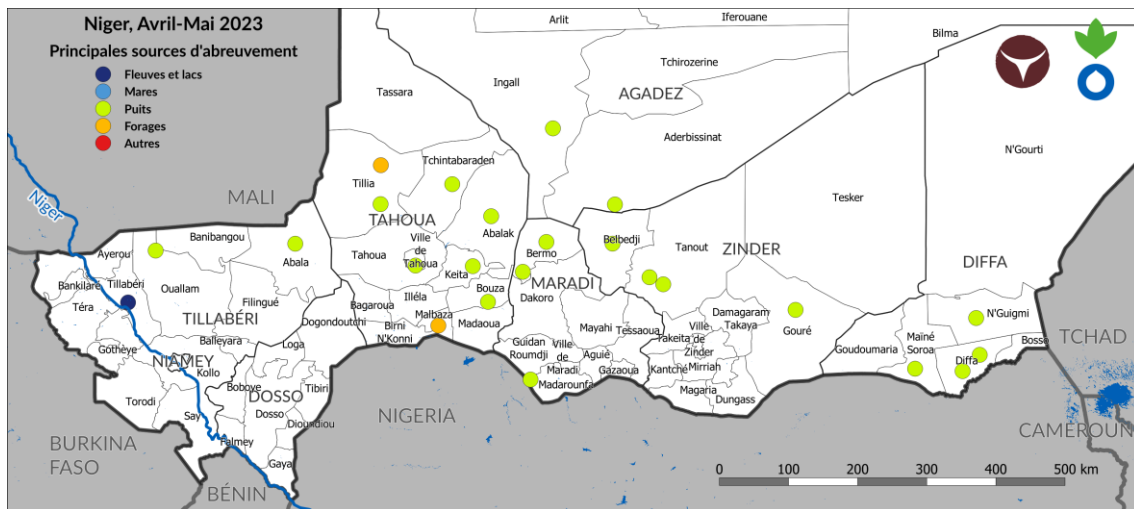 Niger, Avril-Mai 2023
Principales sources d'abreuvement
Fleuves et lacs
Mares
Puits
Forages
Autres
Arlit
Iferouane
Bilma
Tchirozerine
Ingall
Tassara
AGADEZ
Aderbissinat
N'Gourti
Tchintabaraden
Tillia
MALI
Niger
Tesker
TAHOUA
Abalak
Banibangou
Ayerou
Abala
Tahoua
Ville
de
Tahoua
Keita
Bermo
Belbedji
Tanout
ZINDER
DIFFA
Bankilaré
Tillabéri
Ouallam
Filingué
Téra
TILLABÉRI
Bagaroua
Illéla
Bouza
MARADI
Dakoro
Malbaza
Madaoua
Birni
N'Konni
Dogondoutchi
Gouré
Damagaram
Takaya
N'Guigmi
Goudoumaria
Maïné
Soroa
Bosso
Diffa
TCHAD
Gothèye
NIAMEY
Balleyara
Loga
Kollo
Guidan
Roumdji
Ville
de
Maradi
Mayahi
Tessaoua
Aguié
Gazaoua
Madarounfa
Takeita
Ville
de
Zinder
Mirriah
Kantché
Magaria
Dungass
Torodi
Say
Boboye
Tibiri
DOSSO
Dosso
Dioundiou
Falmey
Gaya
NIGERIA
CAMEROUN
BURKINA
FASO
BÉNIN
0 100 200 300 400 500 km